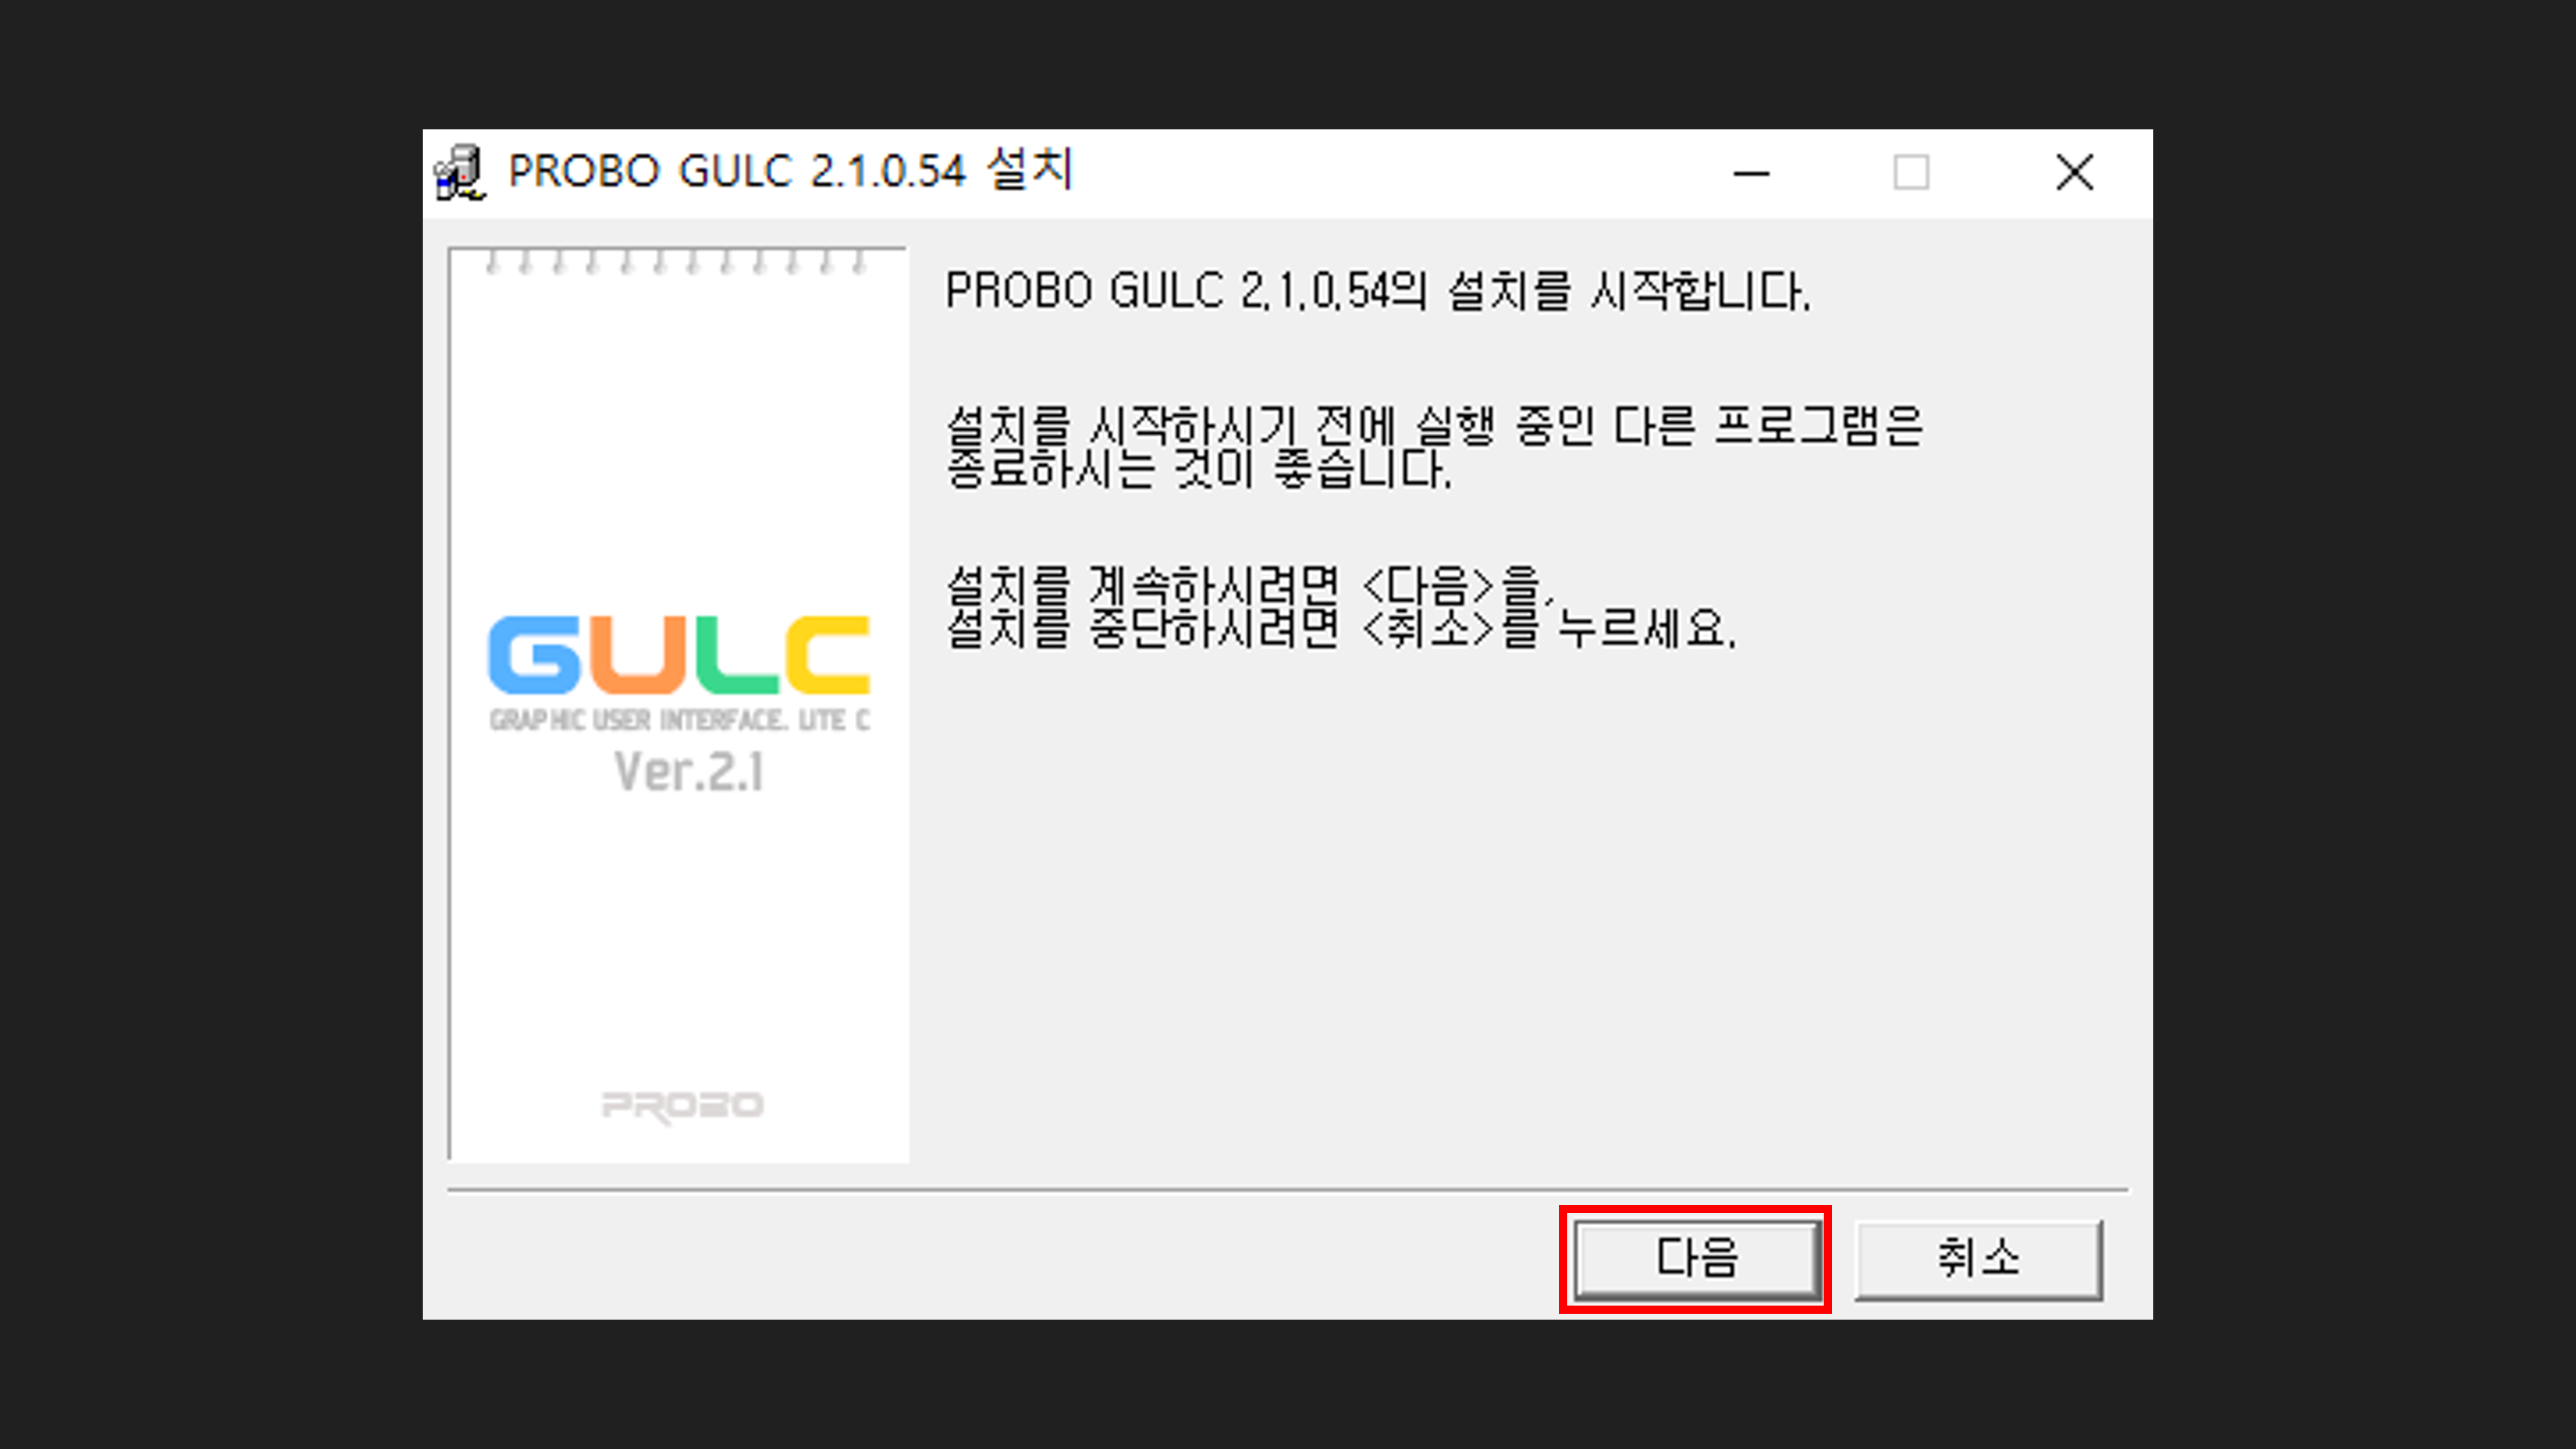 PROBO GULC 2.1.0.54 설치
PROBO GULC 2.1.0.54의 설치를 시작합니다.
설치를 시작하시기 전에 실행 중인 다른 프로그램은
종료하시는 것이 좋습니다.
설치를 계속하시려면 <다음>을,
설치를 중단하시려면 <취소>를 누르세요.
GULC
GRAPHIC USER INTERFACE. LITE C
Ver.2.1
PROBO
다음
취소